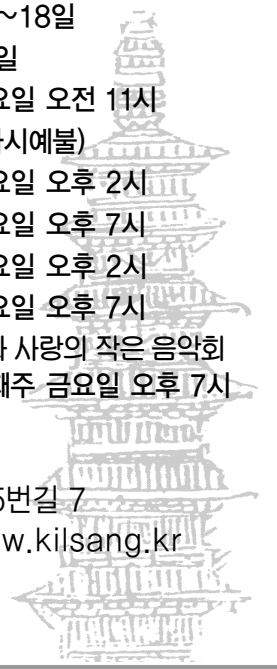 ~18일
일
요일 오전 11시
사시예불)
요일 오후 2시
요일 오후 7시
요일 오후 2시
요일 오후 7시
사랑의 작은 음악회
째주 금요일 오후 7시
5번길 7
w.kilsang.kr